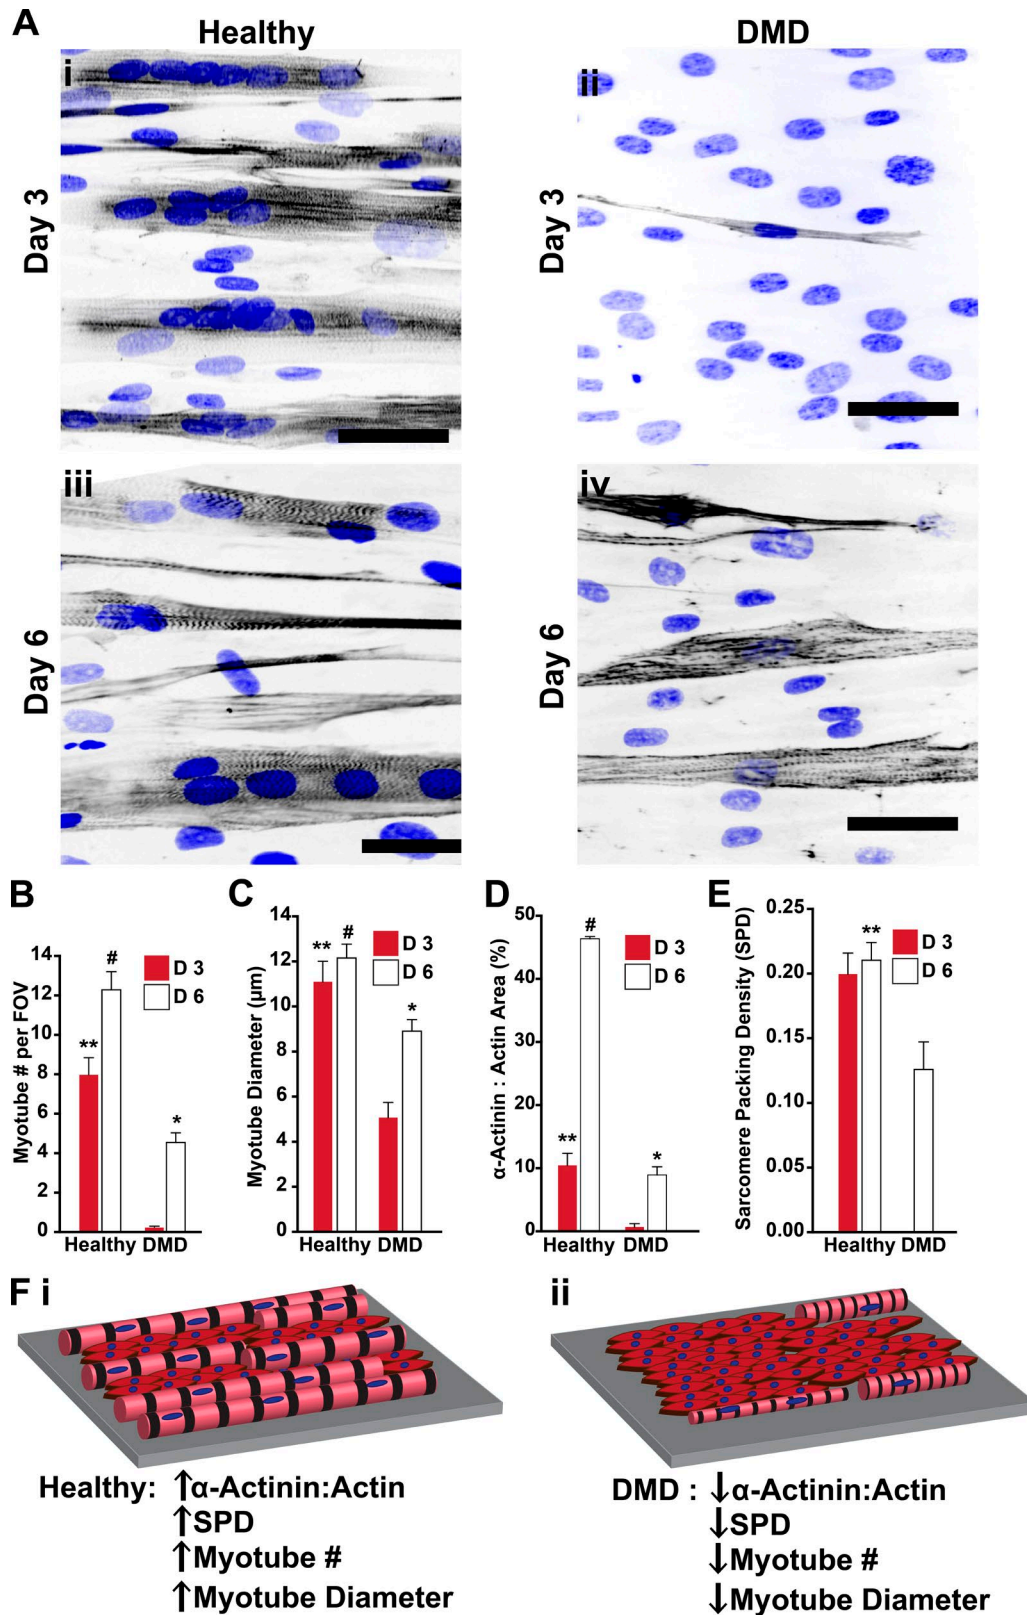 A
Healthy
DMD
i
ii
Day 3
Day 3
iii
iv
Day 6
Day 6
B
14
12
10
8
6
4
2
0
Myotube # per FOV
**
#
*
D 3
D 6
Healthy DMD
C
14
12
10
8
6
4
2
0
Myotube Diameter (µm)
**
#
*
D 3
D 6
Healthy DMD
D
50
40
30
20
10
0
α-Actinin : Actin Area (%)
**
#
*
D 3
D 6
Healthy DMD
E
0.25
0.20
0.15
0.10
0.05
0.00
Sarcomere Packing Density (SPD)
**
D 3
D 6
Healthy DMD
F i
ii
Healthy: ↑α-Actinin:Actin
↑SPD
↑Myotube #
↑Myotube Diameter
DMD : ↓α-Actinin:Actin
↓SPD
↓Myotube #
↓Myotube Diameter